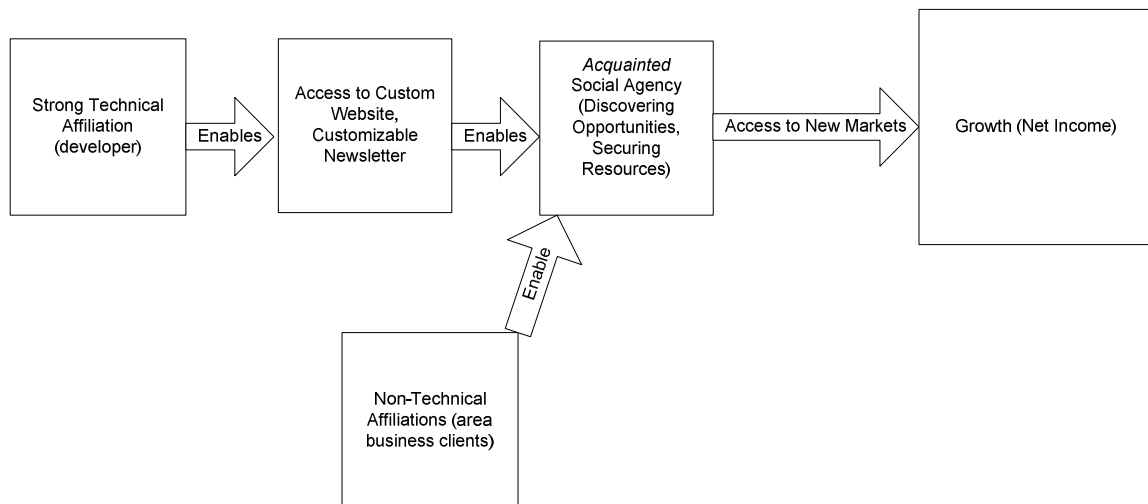 Strong Technical
Affiliation
(developer)
Enables
Access to Custom
Website,
Customizable
Newsletter
Enables
Acquainted
Social Agency
(Discovering
Opportunities,
Securing
Resources)
Access to New Markets
Growth (Net Income)
Enable
Non-Technical
Affiliations (area
business clients)